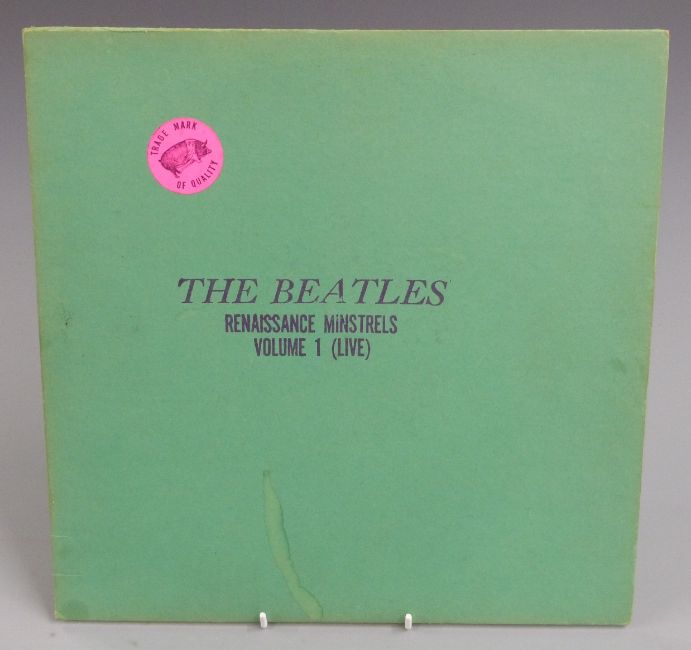 TRADE MARK
OF QUALITY
THE BEATLES
RENAISSANCE MiNSTRELS
VOLUME 1 (LIVE)